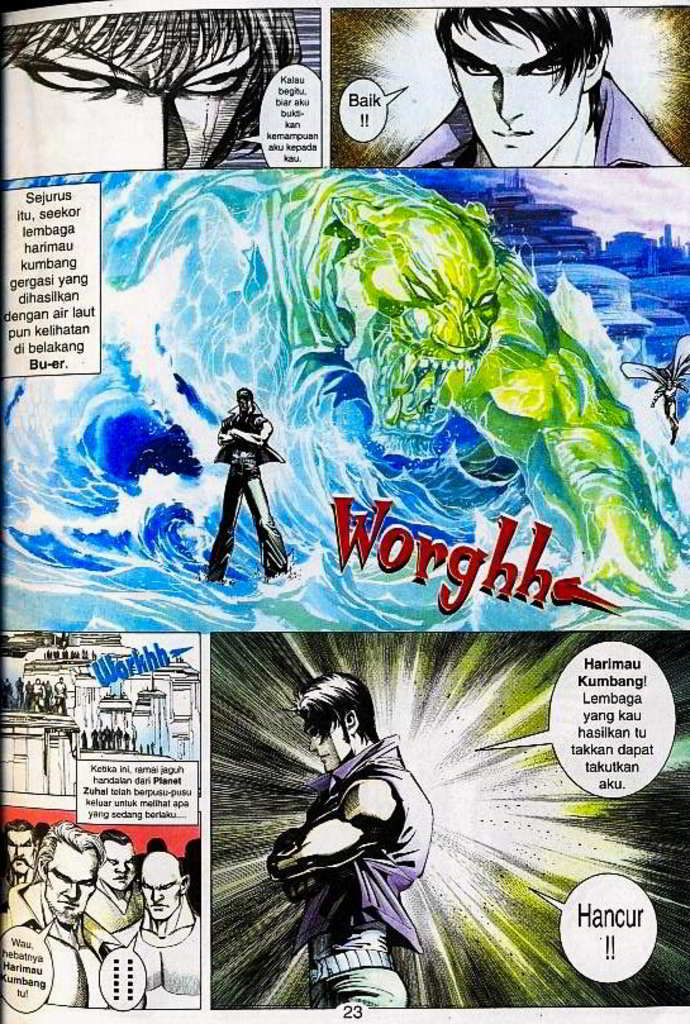 Kalau
begitu,
biar aku
bukti-
kan
kemampuan
aku kepada
kau.
Baik
!!
Sejurus
itu, seekor
lembaga
harimau
kumbang
gergasi yang
dihasilkan
dengan air laut
pun kelihatan
di belakang
Bu-er.
Worghhh
Workhh
Ketika ini, ramai jaguh
handalan dari Planet
Zuhal telah berpusu-pusu
keluar untuk melihat apa
yang sedang berlaku....
Wau,
hebatnya
Harimau
Kumbang
tu!
!!!!
Harimau
Kumbang!
Lembaga
yang kau
hasilkan tu
takkan dapat
takutkan
aku.
Hancur
!!
23